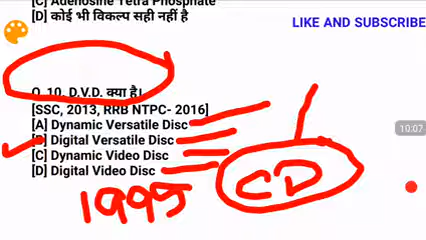 [C] Adenosine Tetra Phosphate
[D] कोई भी विकल्प सही नहीं है
LIKE AND SUBSCRIBE
Q. 10. D.V.D. क्या है।
[SSC, 2013, RRB NTPC- 2016]
[A] Dynamic Versatile Disc
[B] Digital Versatile Disc
[C] Dynamic Video Disc
[D] Digital Video Disc
10:07
CD
1995